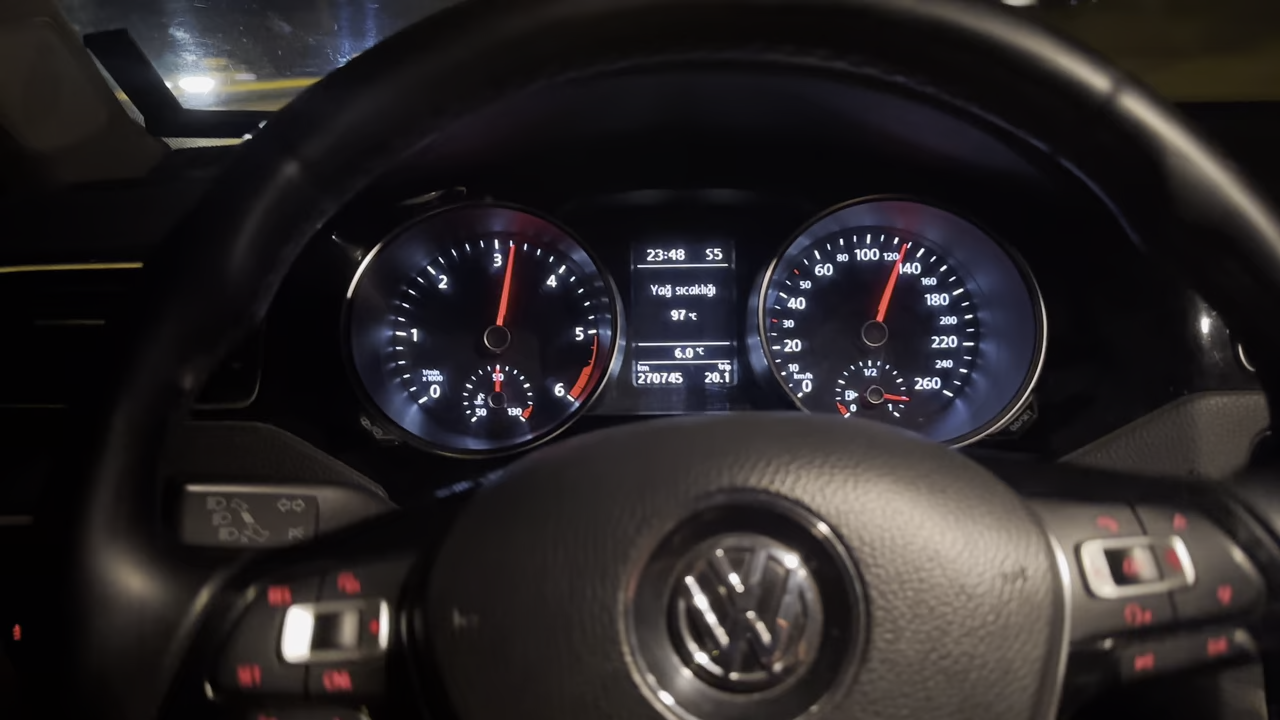 23:48 S5
Yağ sıcaklığı
97 °C
6.0 °C
km trip
270745 20.1
0 1 2 3 4 5 6
1/min
x 1000
50 90 130
0 10 20 30 40 50 60 80 100 120 140 160 180 200 220 240 260
km/h
0 1/2 1